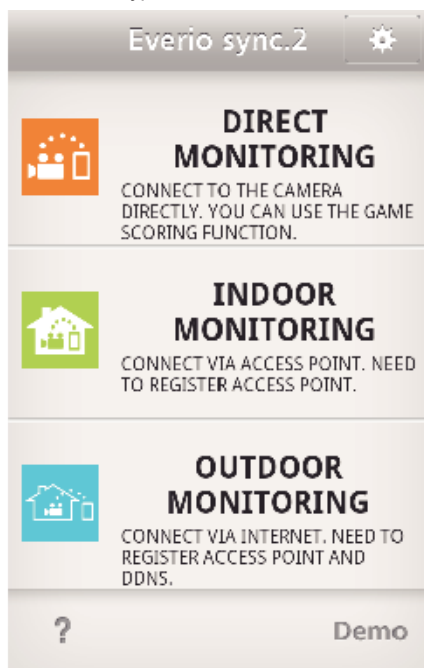 Everio sync.2
DIRECT
MONITORING
CONNECT TO THE CAMERA
DIRECTLY. YOU CAN USE THE GAME
SCORING FUNCTION.
INDOOR
MONITORING
CONNECT VIA ACCESS POINT. NEED
TO REGISTER ACCESS POINT.
OUTDOOR
MONITORING
CONNECT VIA INTERNET. NEED TO
REGISTER ACCESS POINT AND
DDNS.
? Demo